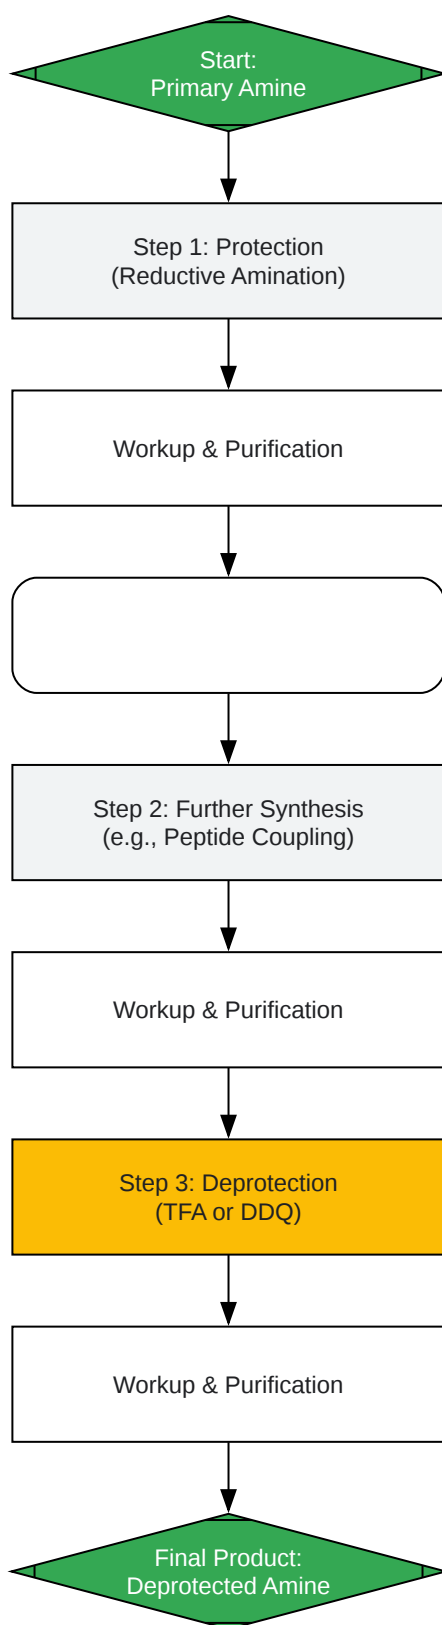 Start:
Primary Amine
Step 1: Protection
(Reductive Amination)
Workup & Purification
Step 2: Further Synthesis
(e.g., Peptide Coupling)
Workup & Purification
Step 3: Deprotection
(TFA or DDQ)
Workup & Purification
Final Product:
Deprotected Amine